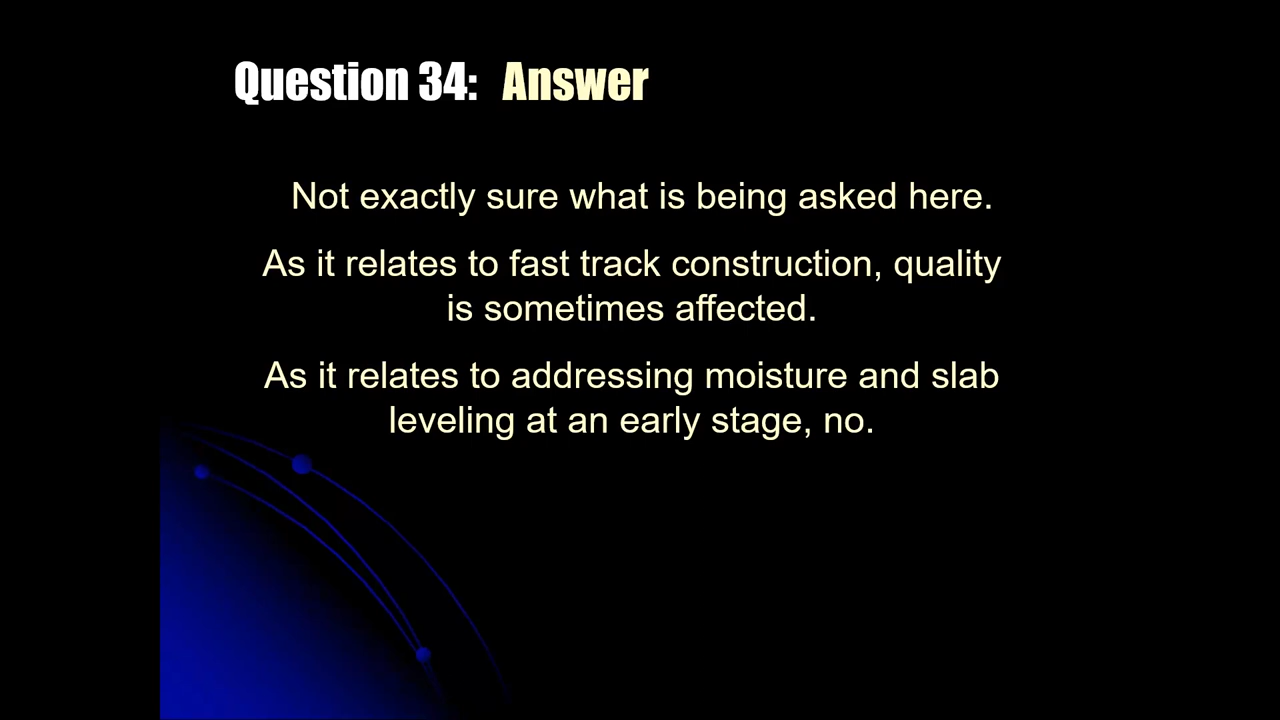 Question 34: Answer
Not exactly sure what is being asked here.
As it relates to fast track construction, quality
is sometimes affected.
As it relates to addressing moisture and slab
leveling at an early stage, no.